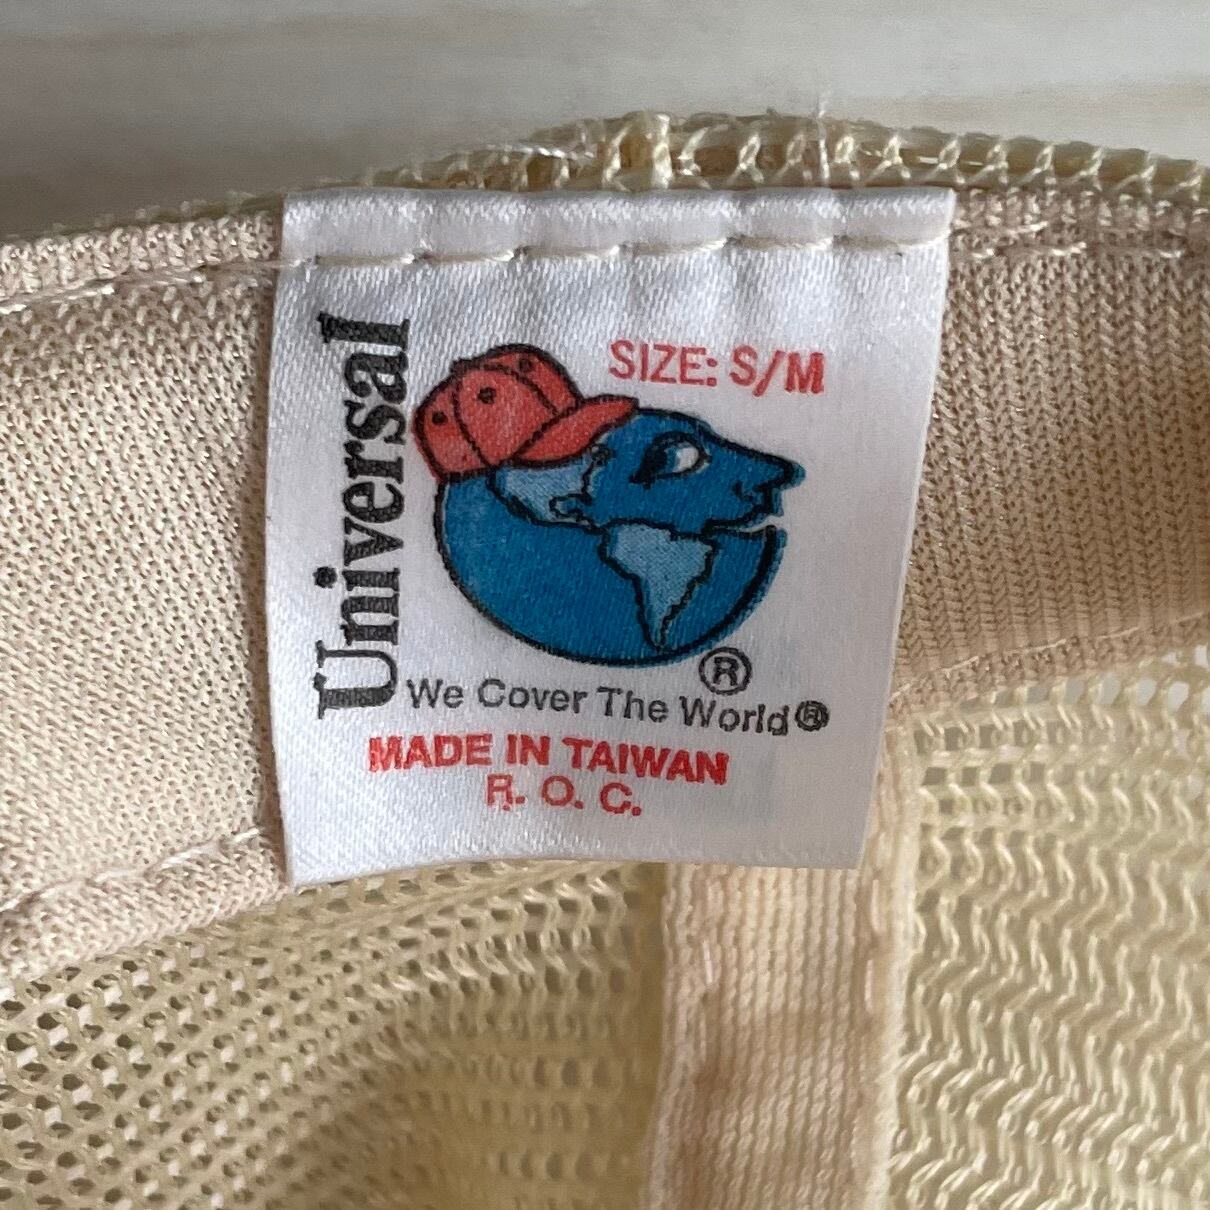 Universal
SIZE: S/M
®
We Cover The World®
MADE IN TAIWAN
R. O. C.